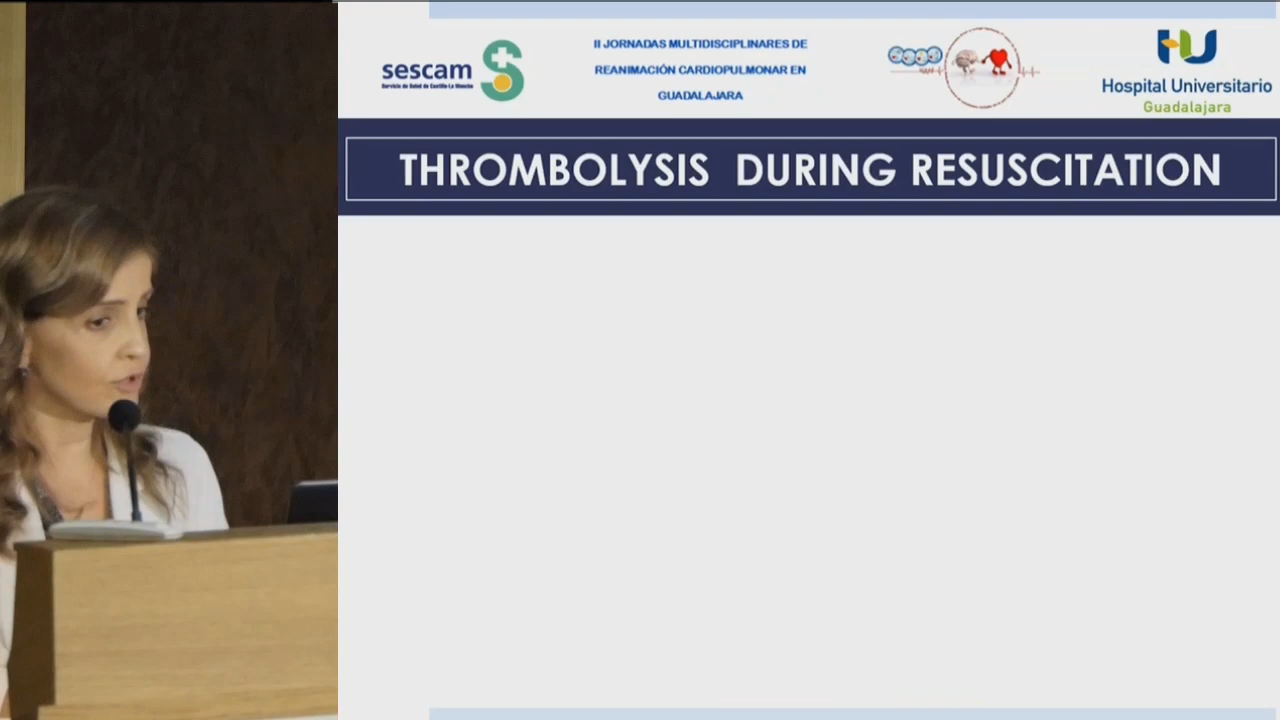 sescam
Servicio de Salud de Castilla-La Mancha
II JORNADAS MULTIDISCIPLINARES DE
REANIMACIÓN CARDIOPULMONAR EN
GUADALAJARA
Hospital Universitario
Guadalajara
THROMBOLYSIS DURING RESUSCITATION